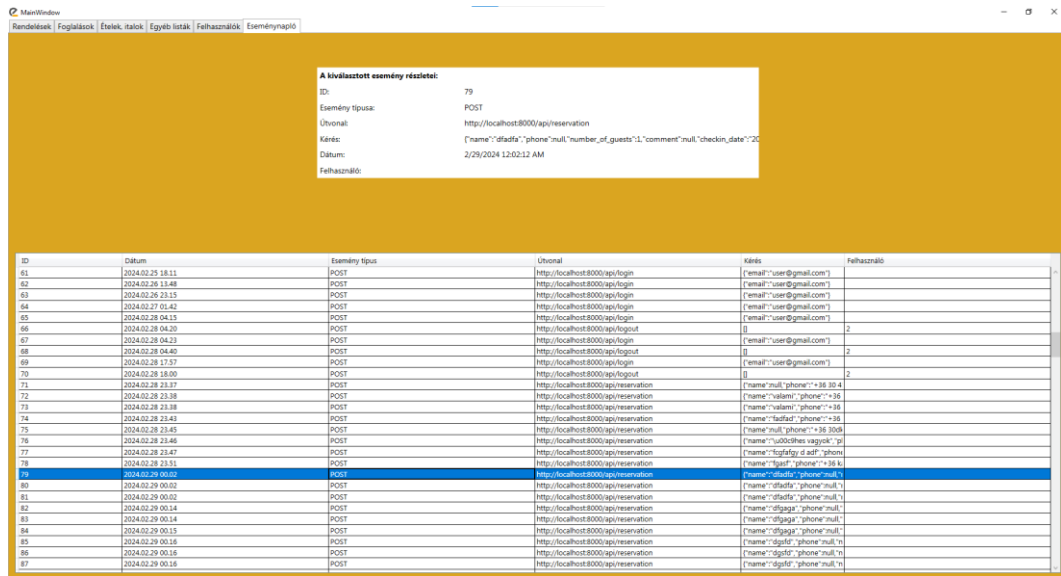 MainWindow
Rendelések Foglalások Ételek, italok Egyéb listák Felhasználók Eseménynapló
A kiválasztott esemény részletei:
ID: 79
Esemény típusa: POST
Útvonal: http://localhost:8000/api/reservation
Kérés: {"name":"dfadfa","phone":null,"number_of_guests":1,"comment":null,"checkin_date":"20
Dátum: 2/29/2024 12:02:12 AM
Felhasználó:
ID Dátum Esemény típus Útvonal Kérés Felhasználó
61 2024.02.25 18.11 POST http://localhost:8000/api/login {"email":"user@gmail.com"}
62 2024.02.26 13.48 POST http://localhost:8000/api/login {"email":"user@gmail.com"}
63 2024.02.26 23.15 POST http://localhost:8000/api/login {"email":"user@gmail.com"}
64 2024.02.27 01.42 POST http://localhost:8000/api/login {"email":"user@gmail.com"}
65 2024.02.28 04.15 POST http://localhost:8000/api/login {"email":"user@gmail.com"}
66 2024.02.28 04.20 POST http://localhost:8000/api/logout [] 2
67 2024.02.28 04.23 POST http://localhost:8000/api/login {"email":"user@gmail.com"}
68 2024.02.28 04.40 POST http://localhost:8000/api/logout [] 2
69 2024.02.28 17.57 POST http://localhost:8000/api/login {"email":"user@gmail.com"}
70 2024.02.28 18.00 POST http://localhost:8000/api/logout [] 2
71 2024.02.28 23.37 POST http://localhost:8000/api/reservation {"name":null,"phone":"+36 30 4
72 2024.02.28 23.38 POST http://localhost:8000/api/reservation {"name":"valami","phone":"+36
73 2024.02.28 23.38 POST http://localhost:8000/api/reservation {"name":"valami","phone":"+36
74 2024.02.28 23.43 POST http://localhost:8000/api/reservation {"name":"fadfad","phone":"+36
75 2024.02.28 23.45 POST http://localhost:8000/api/reservation {"name":null,"phone":"+36 30dl
76 2024.02.28 23.46 POST http://localhost:8000/api/reservation {"name":"\u00c9hes vagyok","pl
77 2024.02.28 23.47 POST http://localhost:8000/api/reservation {"name":"fcgfafgy d adf","phone
78 2024.02.28 23.51 POST http://localhost:8000/api/reservation {"name":"fgasf","phone":"+36 k
79 2024.02.29 00.02 POST http://localhost:8000/api/reservation {"name":"dfadfa","phone":null,"
80 2024.02.29 00.02 POST http://localhost:8000/api/reservation {"name":"dfadfa","phone":null,"
81 2024.02.29 00.02 POST http://localhost:8000/api/reservation {"name":"dfadfa","phone":null,"
82 2024.02.29 00.14 POST http://localhost:8000/api/reservation {"name":"dfgaga","phone":null,"
83 2024.02.29 00.14 POST http://localhost:8000/api/reservation {"name":"dfgaga","phone":null,"
84 2024.02.29 00.15 POST http://localhost:8000/api/reservation {"name":"dfgaga","phone":null,"
85 2024.02.29 00.16 POST http://localhost:8000/api/reservation {"name":"dgsfd","phone":null,"n
86 2024.02.29 00.16 POST http://localhost:8000/api/reservation {"name":"dgsfd","phone":null,"n
87 2024.02.29 00.16 POST http://localhost:8000/api/reservation {"name":"dgsfd","phone":null,"n